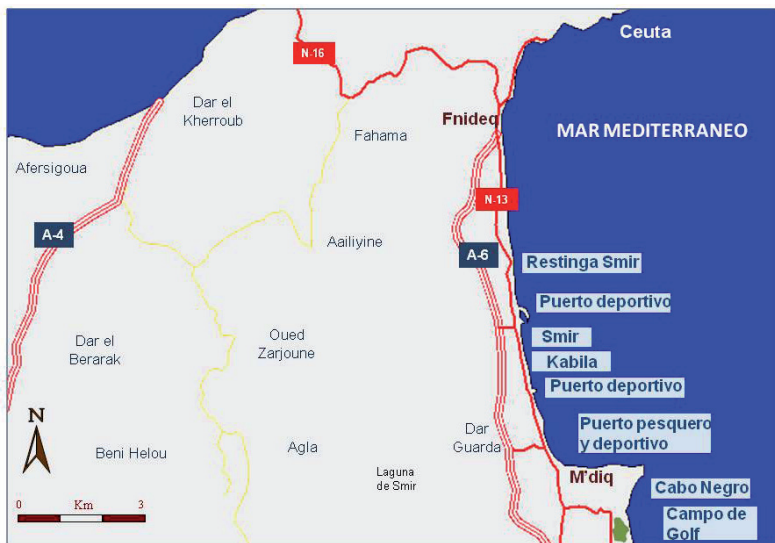 Ceuta
N-16
Dar el
Kherroub
Fahama
Fnideq
MAR MEDITERRANEO
Afersigoua
N-13
A-4
Aailiyine
A-6
Restinga Smir
Puerto deportivo
Dar el
Berarak
Oued
Zarjoune
Smir
Kabila
Puerto deportivo
N
Beni Helou
Agla
Dar
Guarda
Puerto pesquero
y deportivo
Laguna
de Smir
M'diq
Cabo Negro
0 Km 3
Campo de
Golf